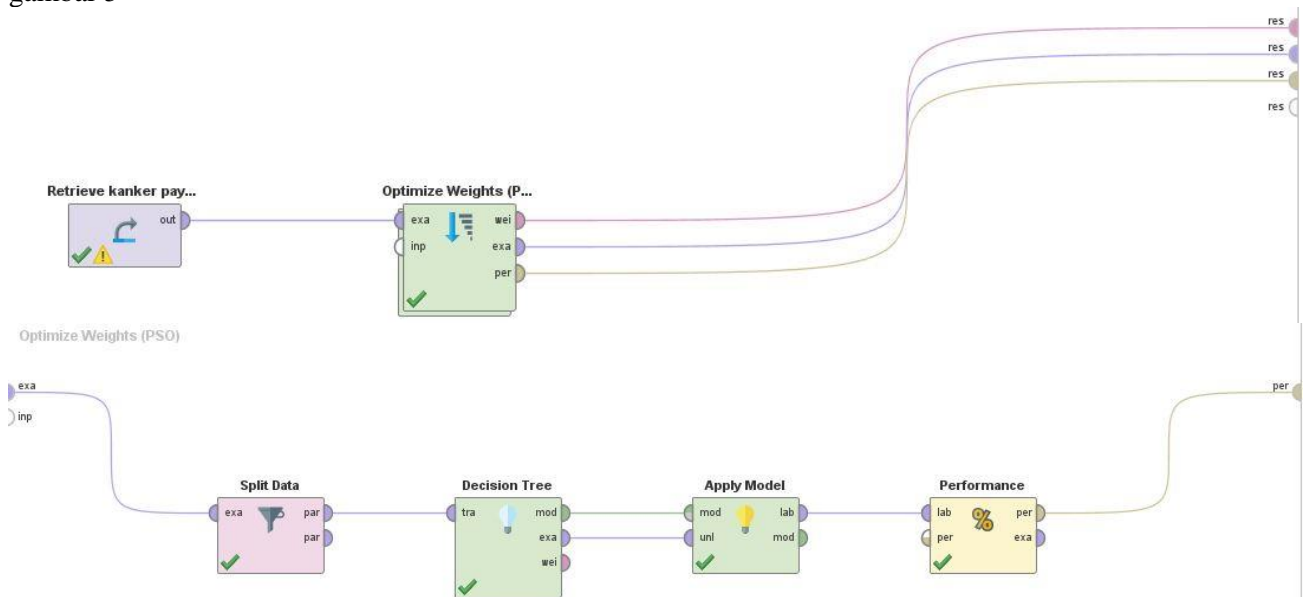 res
res
res
res
Retrieve kanker pay...
out
Optimize Weights (P...
exa wei
inp exa
per
Optimize Weights (PSO)
exa
inp
per
Split Data
exa par
par
Decision Tree
tra mod
exa
wei
Apply Model
mod lab
unl mod
Performance
%
lab per
per exa